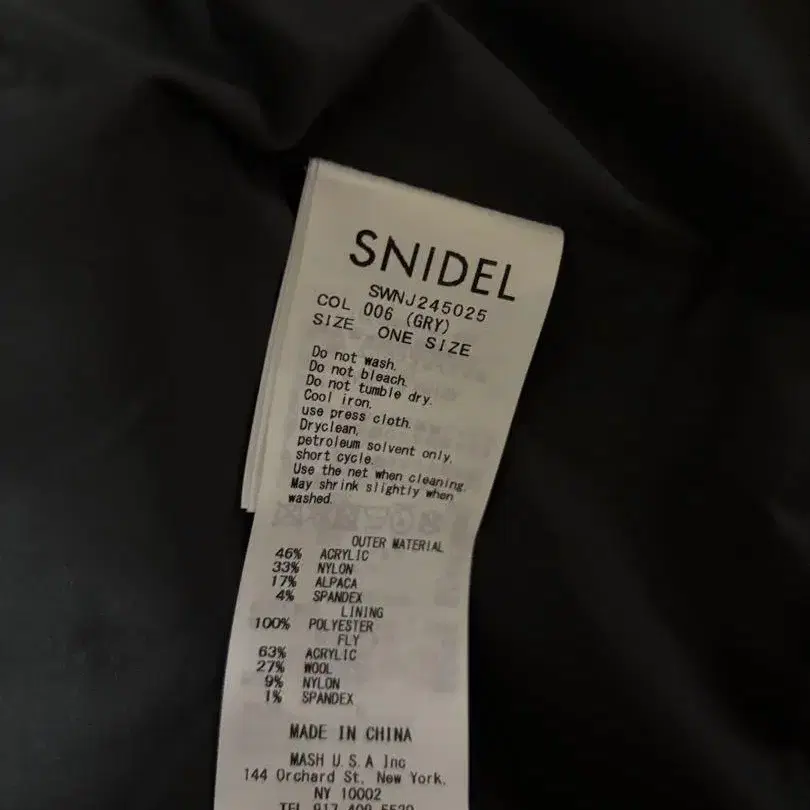 SNIDEL
SWNJ245025
COL 006 (GRY)
SIZE ONE SIZE
Do not wash.
Do not bleach.
Do not tumble dry.
Cool iron.
use press cloth.
Dryclean,
petroleum solvent only,
short cycle.
Use the net when cleaning.
May shrink slightly when
washed.
OUTER MATERIAL
46% ACRYLIC
33% NYLON
17% ALPACA
4% SPANDEX
LINING
100% POLYESTER
FLY
63% ACRYLIC
27% WOOL
9% NYLON
1% SPANDEX
MADE IN CHINA
MASH U.S.A Inc
144 Orchard St, New York,
NY 10002
TEL